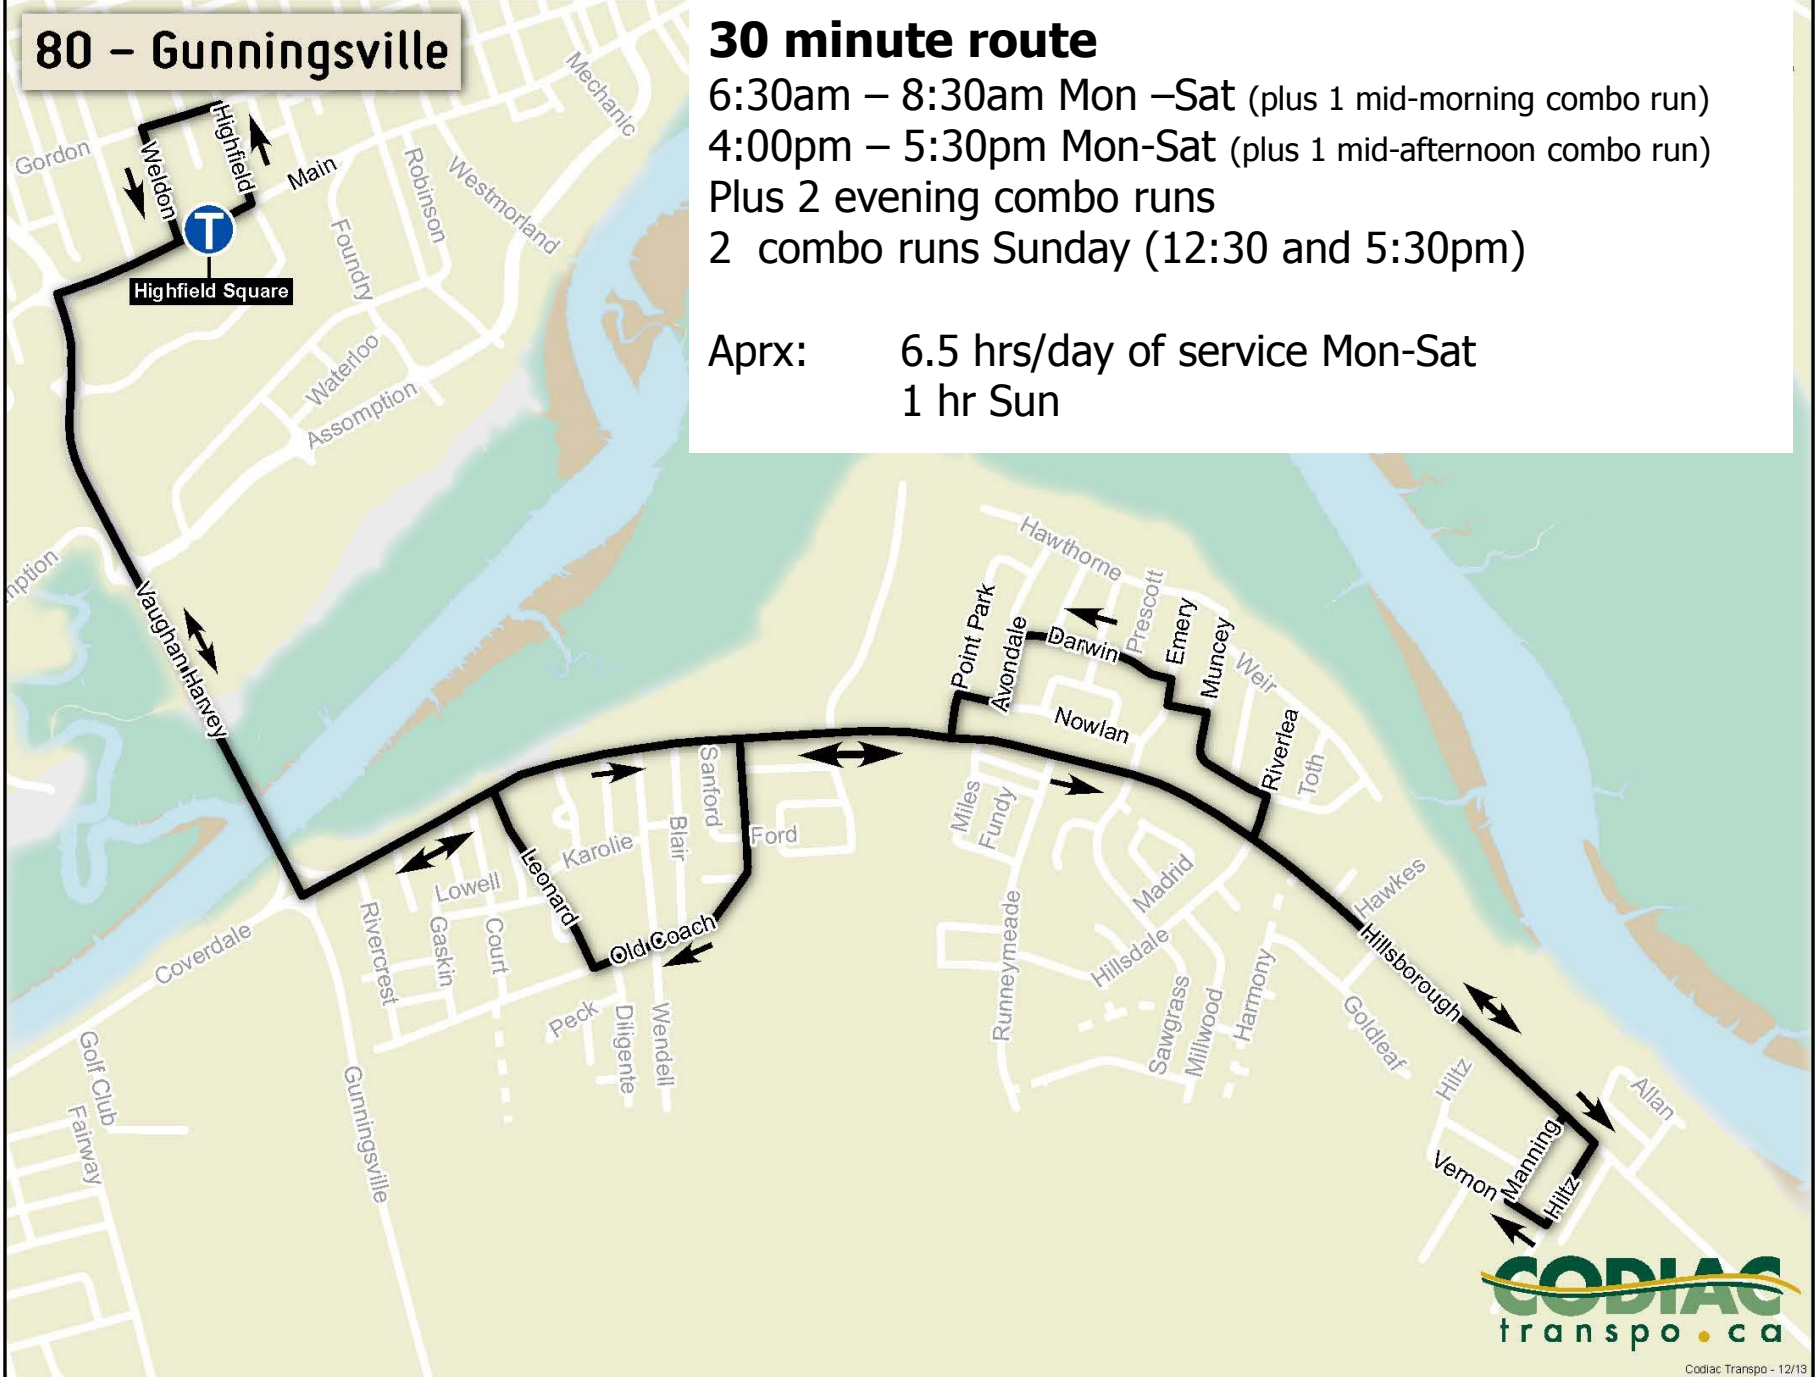 80 – Gunningsville
30 minute route
6:30am – 8:30am Mon –Sat (plus 1 mid-morning combo run)
4:00pm – 5:30pm Mon-Sat (plus 1 mid-afternoon combo run)
Plus 2 evening combo runs
2 combo runs Sunday (12:30 and 5:30pm)
Aprx: 6.5 hrs/day of service Mon-Sat
1 hr Sun
Mechanic
Gordon
Highfield
Weldon
Main
Robinson
Westmorland
Foundry
T
Highfield Square
Waterloo
Assomption
mption
Vaughan Harvey
Hawthorne
Prescott
Point Park
Avondale
Darwin
Emery
Muncey
Weir
Nowlan
Riverlea
Toth
Sanford
Blair
Ford
Karolie
Leonard
Lowell
Miles
Fundy
Madrid
Hawkes
Rivercrest
Gaskin
Court
Old Coach
Coverdale
Runneymeade
Hillsdale
Hillsborough
Peck
Diligente
Wendell
Sawgrass
Millwood
Harmony
Goldleaf
Golf Club
Fairway
Gunningsville
Hiltz
Allan
Manning
Vernon
Hiltz
CODIAC
transpo.ca
Codiac Transpo - 12/13